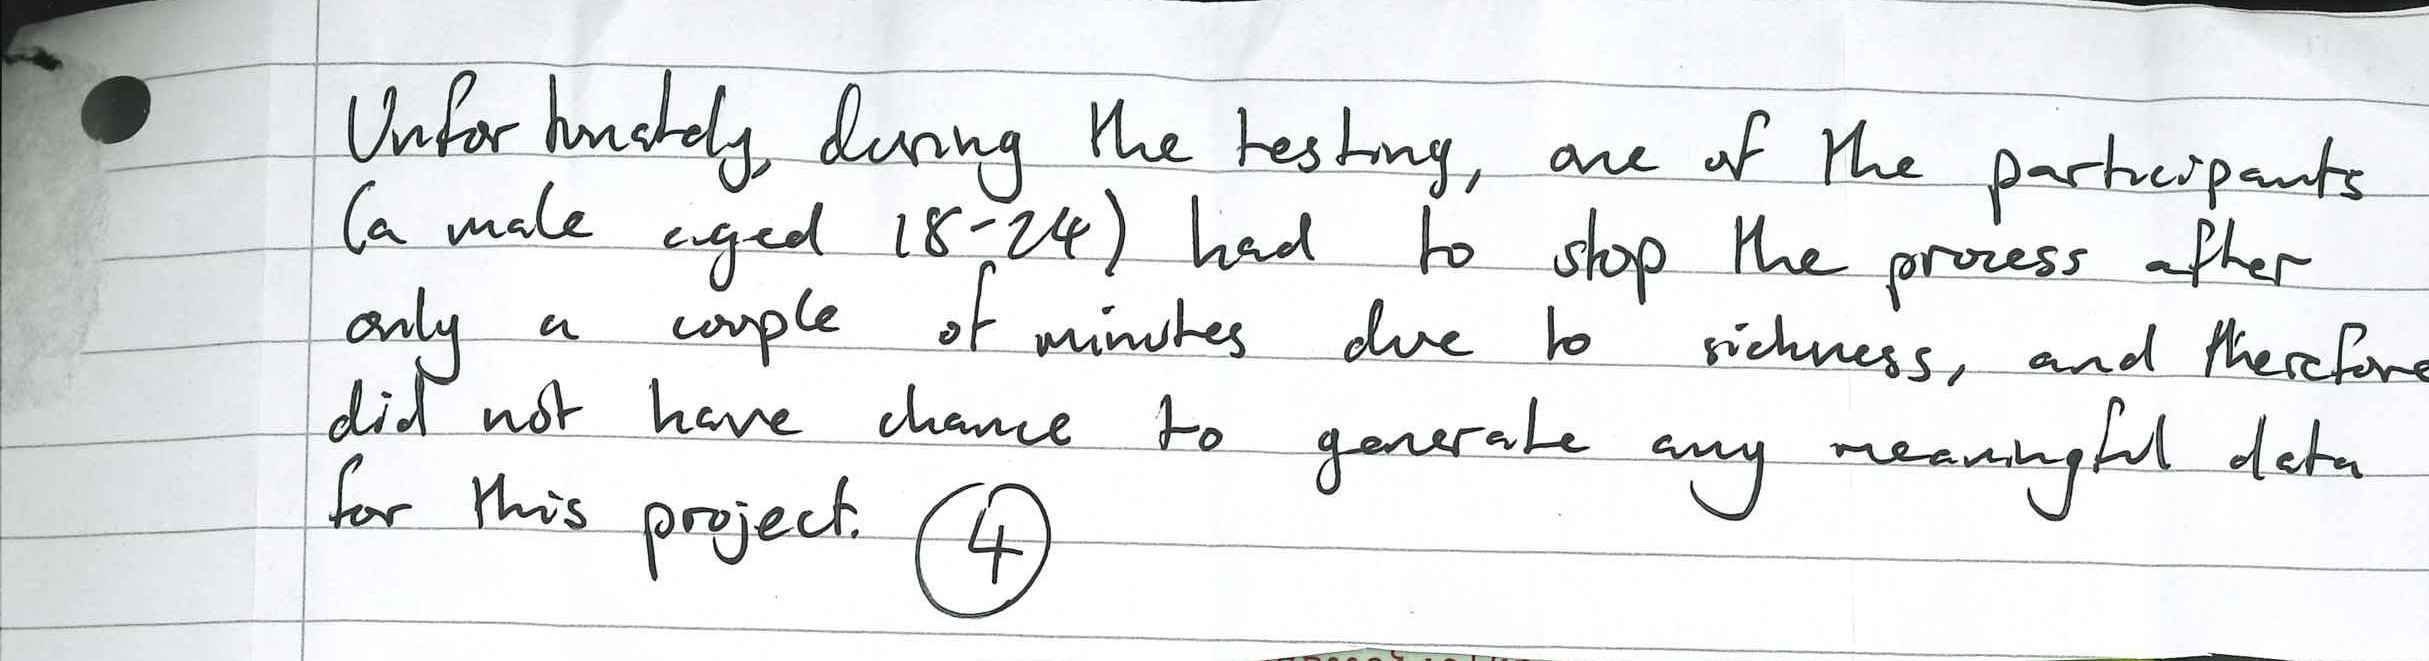 Unfortunately, during the testing, one of the participants
(a male aged 18-24) had to stop the process after
only a couple of minutes due to sickness, and therefore
did not have chance to generate any meaningful data
for this project. 4